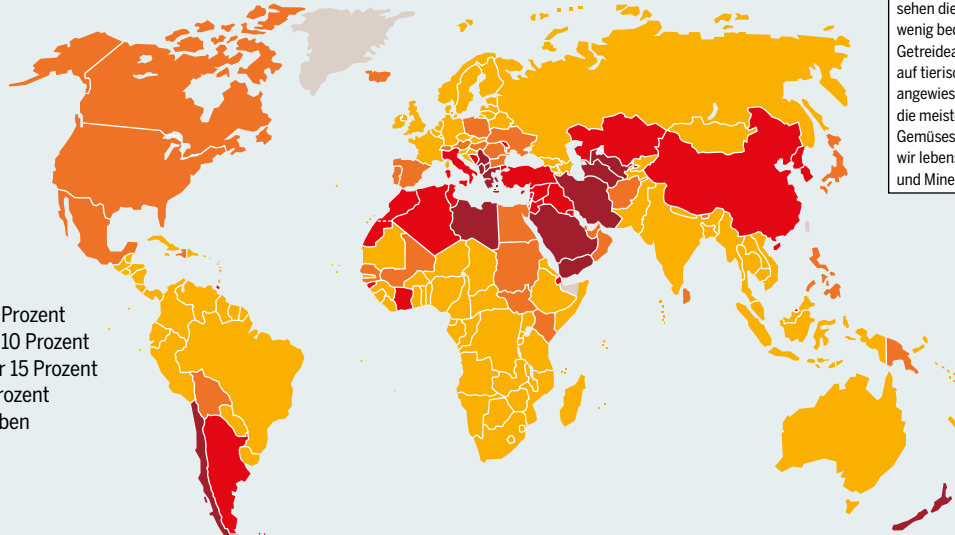 sehen die
wenig bed
Getreidea
auf tierisc
angewies
die meist
Gemüses
wir lebens
und Mine
Prozent
10 Prozent
r 15 Prozent
rozent
ben